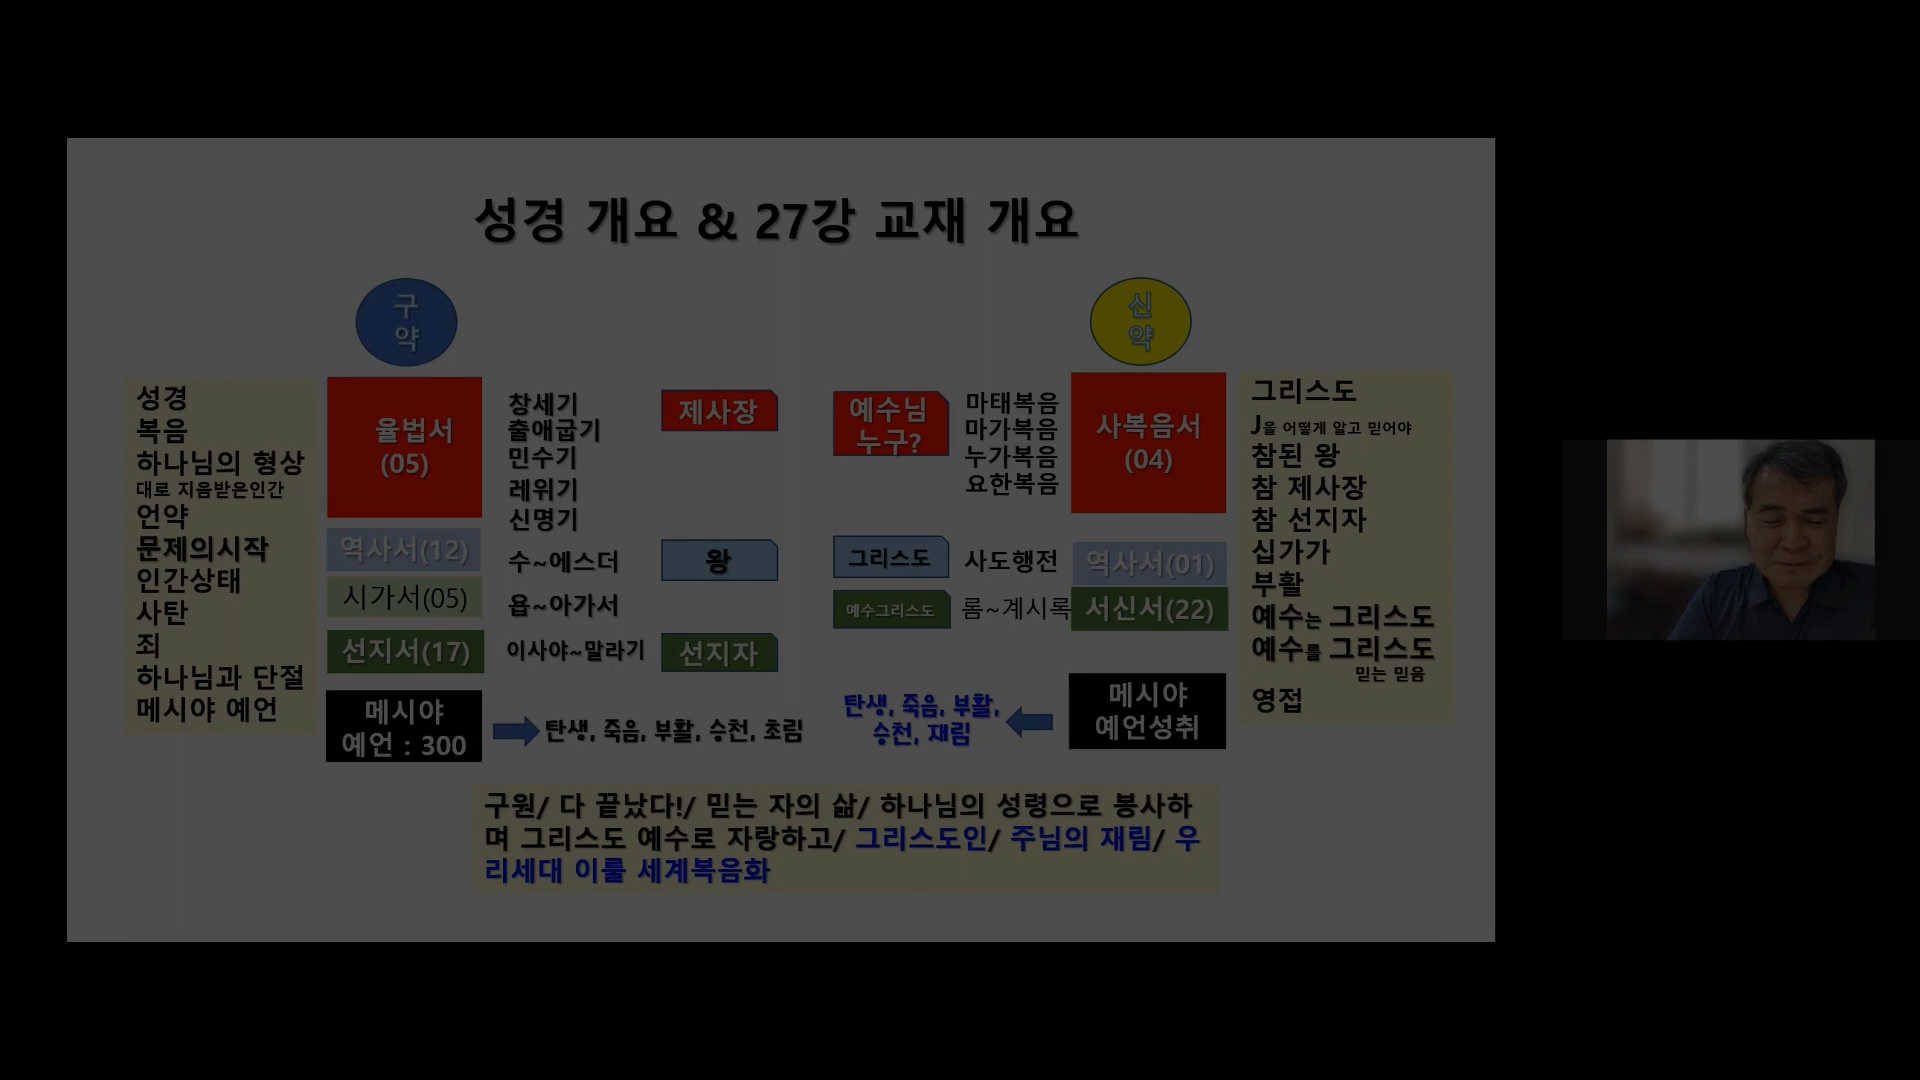 성경 개요 & 27강 교재 개요
구
약
신
약
성경
복음
하나님의 형상
대로 지음받은인간
언약
문제의시작
인간상태
사탄
죄
하나님과 단절
메시야 예언
율법서
(05)
역사서(12)
시가서(05)
선지서(17)
메시야
예언 : 300
창세기
출애굽기
민수기
레위기
신명기
수~에스더
욥~아가서
이사야~말라기
탄생, 죽음, 부활, 승천, 초림
제사장
왕
선지자
예수님
누구?
그리스도
예수그리스도
마태복음
마가복음
누가복음
요한복음
사도행전
롬~계시록
탄생, 죽음, 부활,
승천, 재림
사복음서
(04)
역사서(01)
서신서(22)
메시야
예언성취
그리스도
J을 어떻게 알고 믿어야
참된 왕
참 제사장
참 선지자
십가가
부활
예수는 그리스도
예수를 그리스도
믿는 믿음
영접
구원/ 다 끝났다!/ 믿는 자의 삶/ 하나님의 성령으로 봉사하
며 그리스도 예수로 자랑하고/ 그리스도인/ 주님의 재림/ 우
리세대 이룰 세계복음화